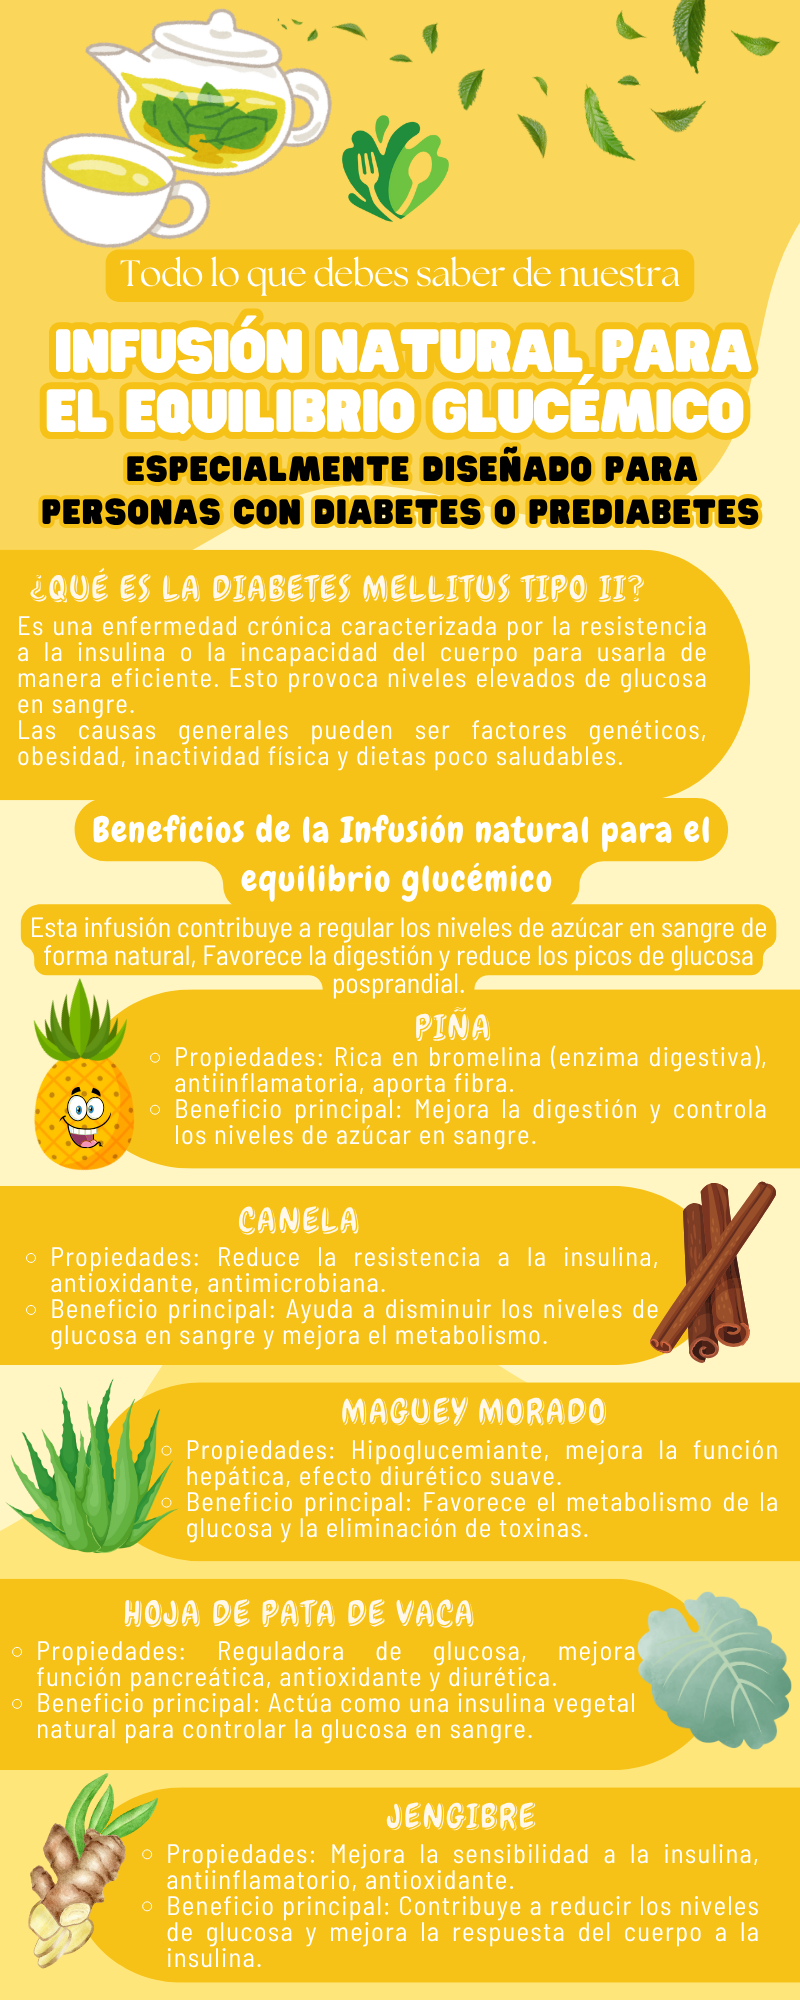 Todo lo que debes saber de nuestra
INFUSIÓN NATURAL PARA
EL EQUILIBRIO GLUCÉMICO
ESPECIALMENTE DISEÑADO PARA
PERSONAS CON DIABETES O PREDIABETES
¿QUÉ ES LA DIABETES MELLITUS TIPO II?
Es una enfermedad crónica caracterizada por la resistencia
a la insulina o la incapacidad del cuerpo para usarla de
manera eficiente. Esto provoca niveles elevados de glucosa
en sangre.
Las causas generales pueden ser factores genéticos,
obesidad, inactividad física y dietas poco saludables.
Beneficios de la Infusión natural para el
equilibrio glucémico
Esta infusión contribuye a regular los niveles de azúcar en sangre de
forma natural, Favorece la digestión y reduce los picos de glucosa
posprandial.
PIÑA
Propiedades: Rica en bromelina (enzima digestiva),
antiinflamatoria, aporta fibra.
Beneficio principal: Mejora la digestión y controla
los niveles de azúcar en sangre.
CANELA
Propiedades: Reduce la resistencia a la insulina,
antioxidante, antimicrobiana.
Beneficio principal: Ayuda a disminuir los niveles de
glucosa en sangre y mejora el metabolismo.
MAGUEY MORADO
Propiedades: Hipoglucemiante, mejora la función
hepática, efecto diurético suave.
Beneficio principal: Favorece el metabolismo de la
glucosa y la eliminación de toxinas.
HOJA DE PATA DE VACA
Propiedades: Reguladora de glucosa, mejora
función pancreática, antioxidante y diurética.
Beneficio principal: Actúa como una insulina vegetal
natural para controlar la glucosa en sangre.
JENGIBRE
Propiedades: Mejora la sensibilidad a la insulina,
antiinflamatorio, antioxidante.
Beneficio principal: Contribuye a reducir los niveles
de glucosa y mejora la respuesta del cuerpo a la
insulina.